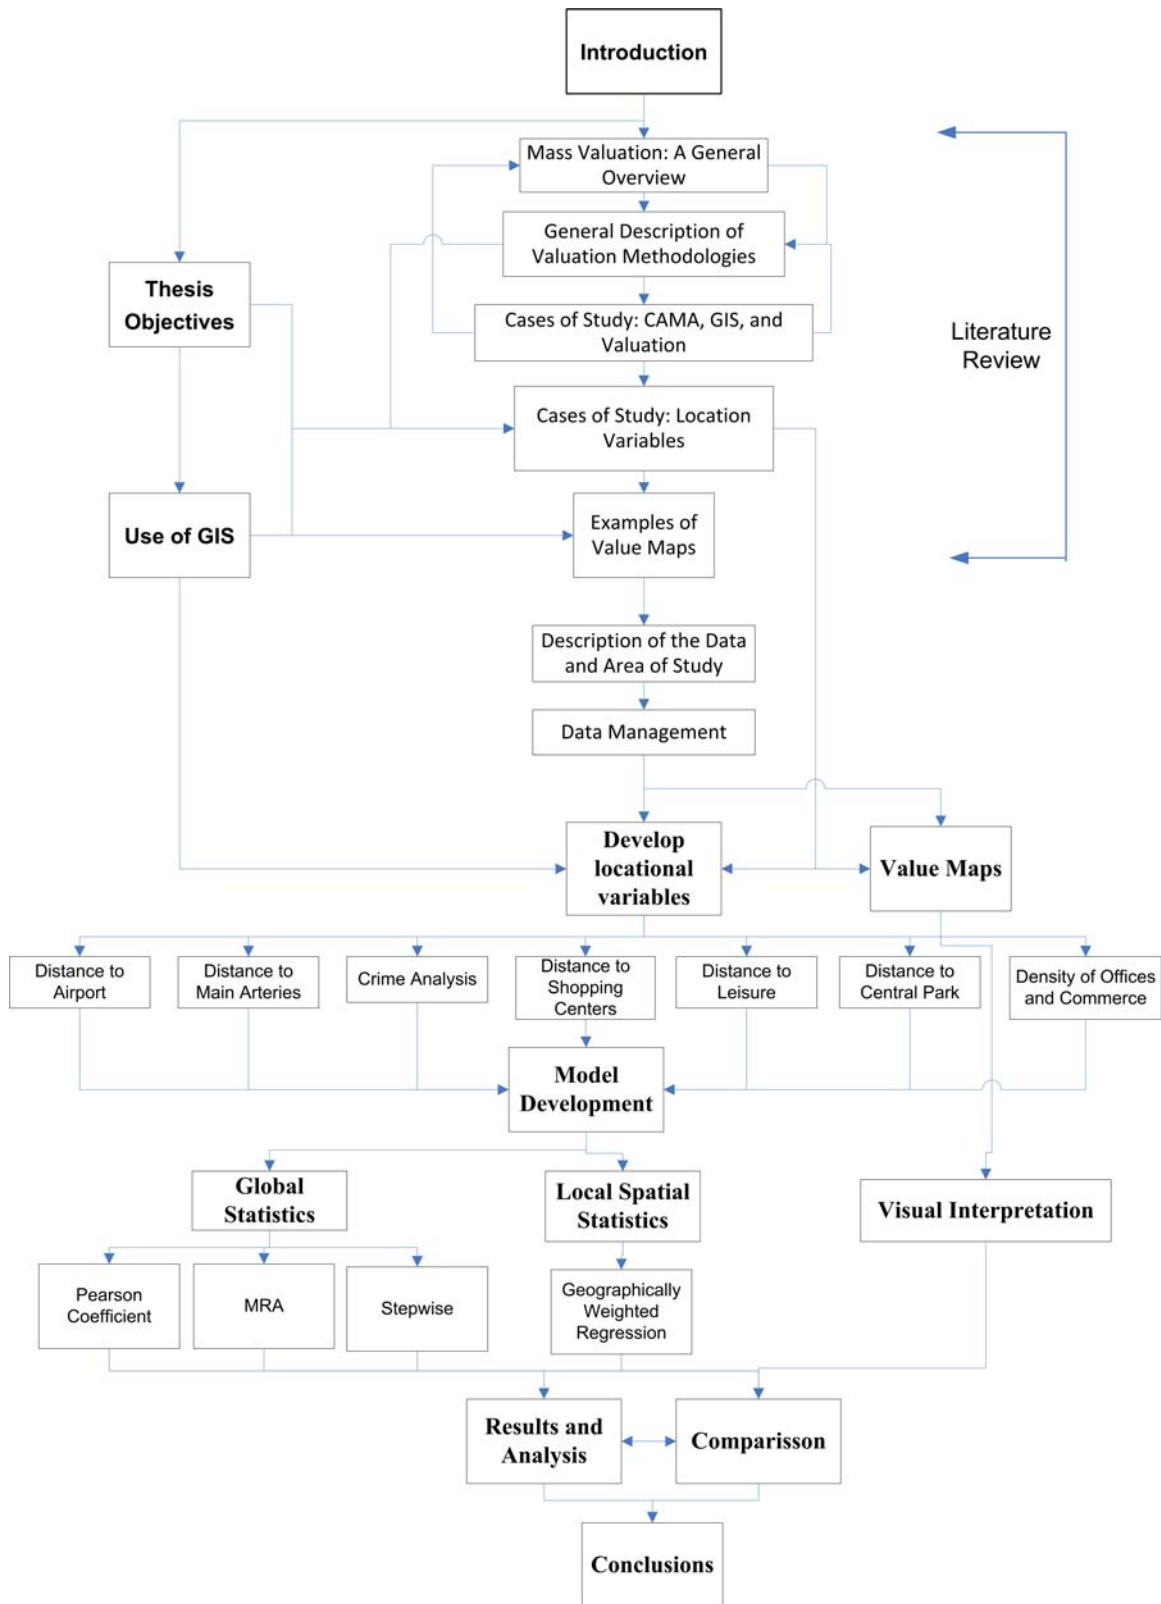 Introduction
Mass Valuation: A General
Overview
General Description of
Valuation Methodologies
Thesis
Objectives
Cases of Study: CAMA, GIS, and
Valuation
Literature
Review
Cases of Study: Location
Variables
Use of GIS
Examples of
Value Maps
Description of the Data
and Area of Study
Data Management
Develop
locational
variables
Value Maps
Distance to
Airport
Distance to
Main Arteries
Crime Analysis
Distance to
Shopping
Centers
Distance to
Leisure
Distance to
Central Park
Density of Offices
and Commerce
Model
Development
Global
Statistics
Local Spatial
Statistics
Visual Interpretation
Pearson
Coefficient
MRA
Stepwise
Geographically
Weighted
Regression
Results and
Analysis
Comparisson
Conclusions